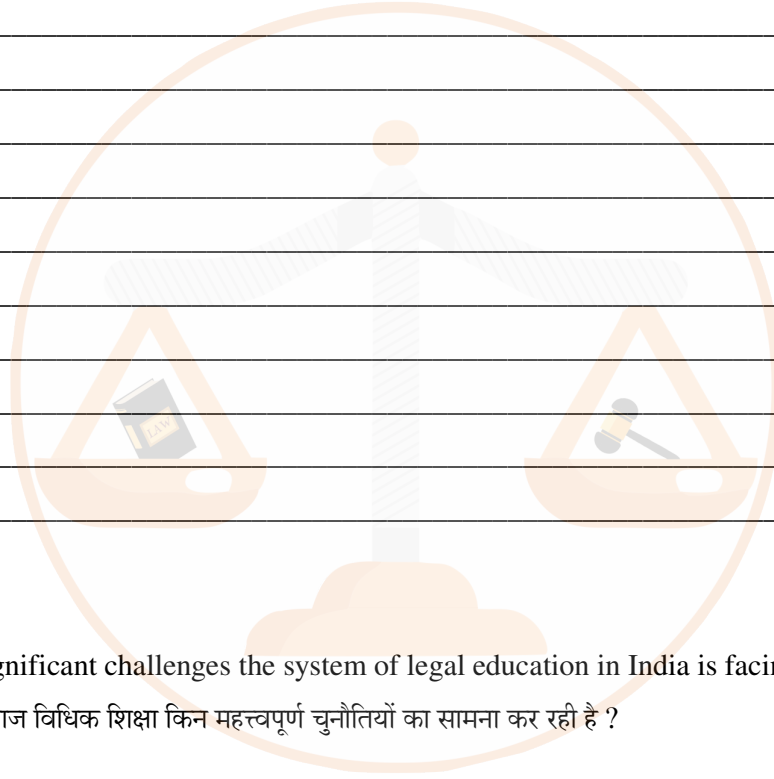 LAW
gnificant challenges the system of legal education in India is facin
ाज विधिक शिक्षा किन महत्त्वपूर्ण चुनौतियों का सामना कर रही है ?